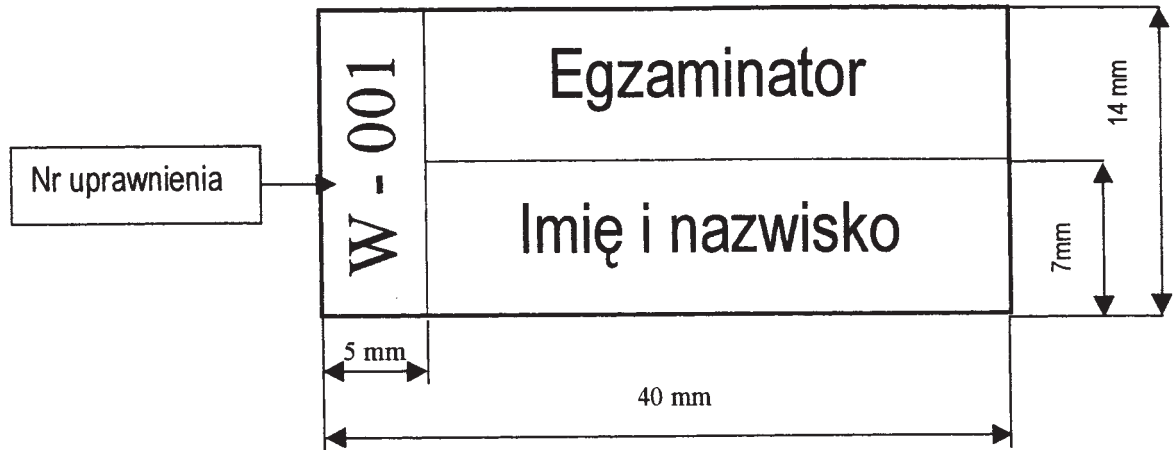 Egzaminator
14 mm
W - 001
Nr uprawnienia
Imię i nazwisko
7mm
5 mm
40 mm